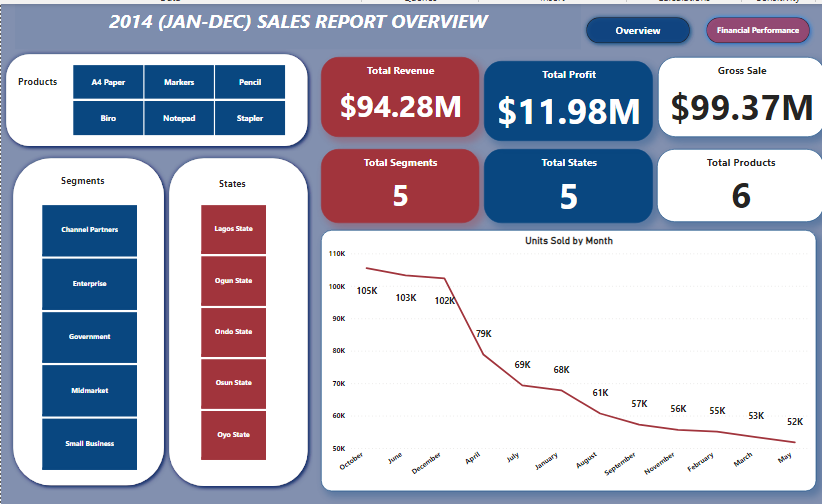 2014 (JAN-DEC) SALES REPORT OVERVIEW
Overview
Financial Performance
Products
A4 Paper
Markers
Pencil
Biro
Notepad
Stapler
Total Revenue
$94.28M
Total Profit
$11.98M
Gross Sale
$99.37M
Total Segments
5
Total States
5
Total Products
6
Segments
Channel Partners
Enterprise
Government
Midmarket
Small Business
States
Lagos State
Ogun State
Ondo State
Osun State
Oyo State
Units Sold by Month
110K
100K
90K
80K
70K
60K
50K
105K
103K
102K
79K
69K
68K
61K
57K
56K
55K
53K
52K
October
June
December
April
July
January
August
September
November
February
March
May